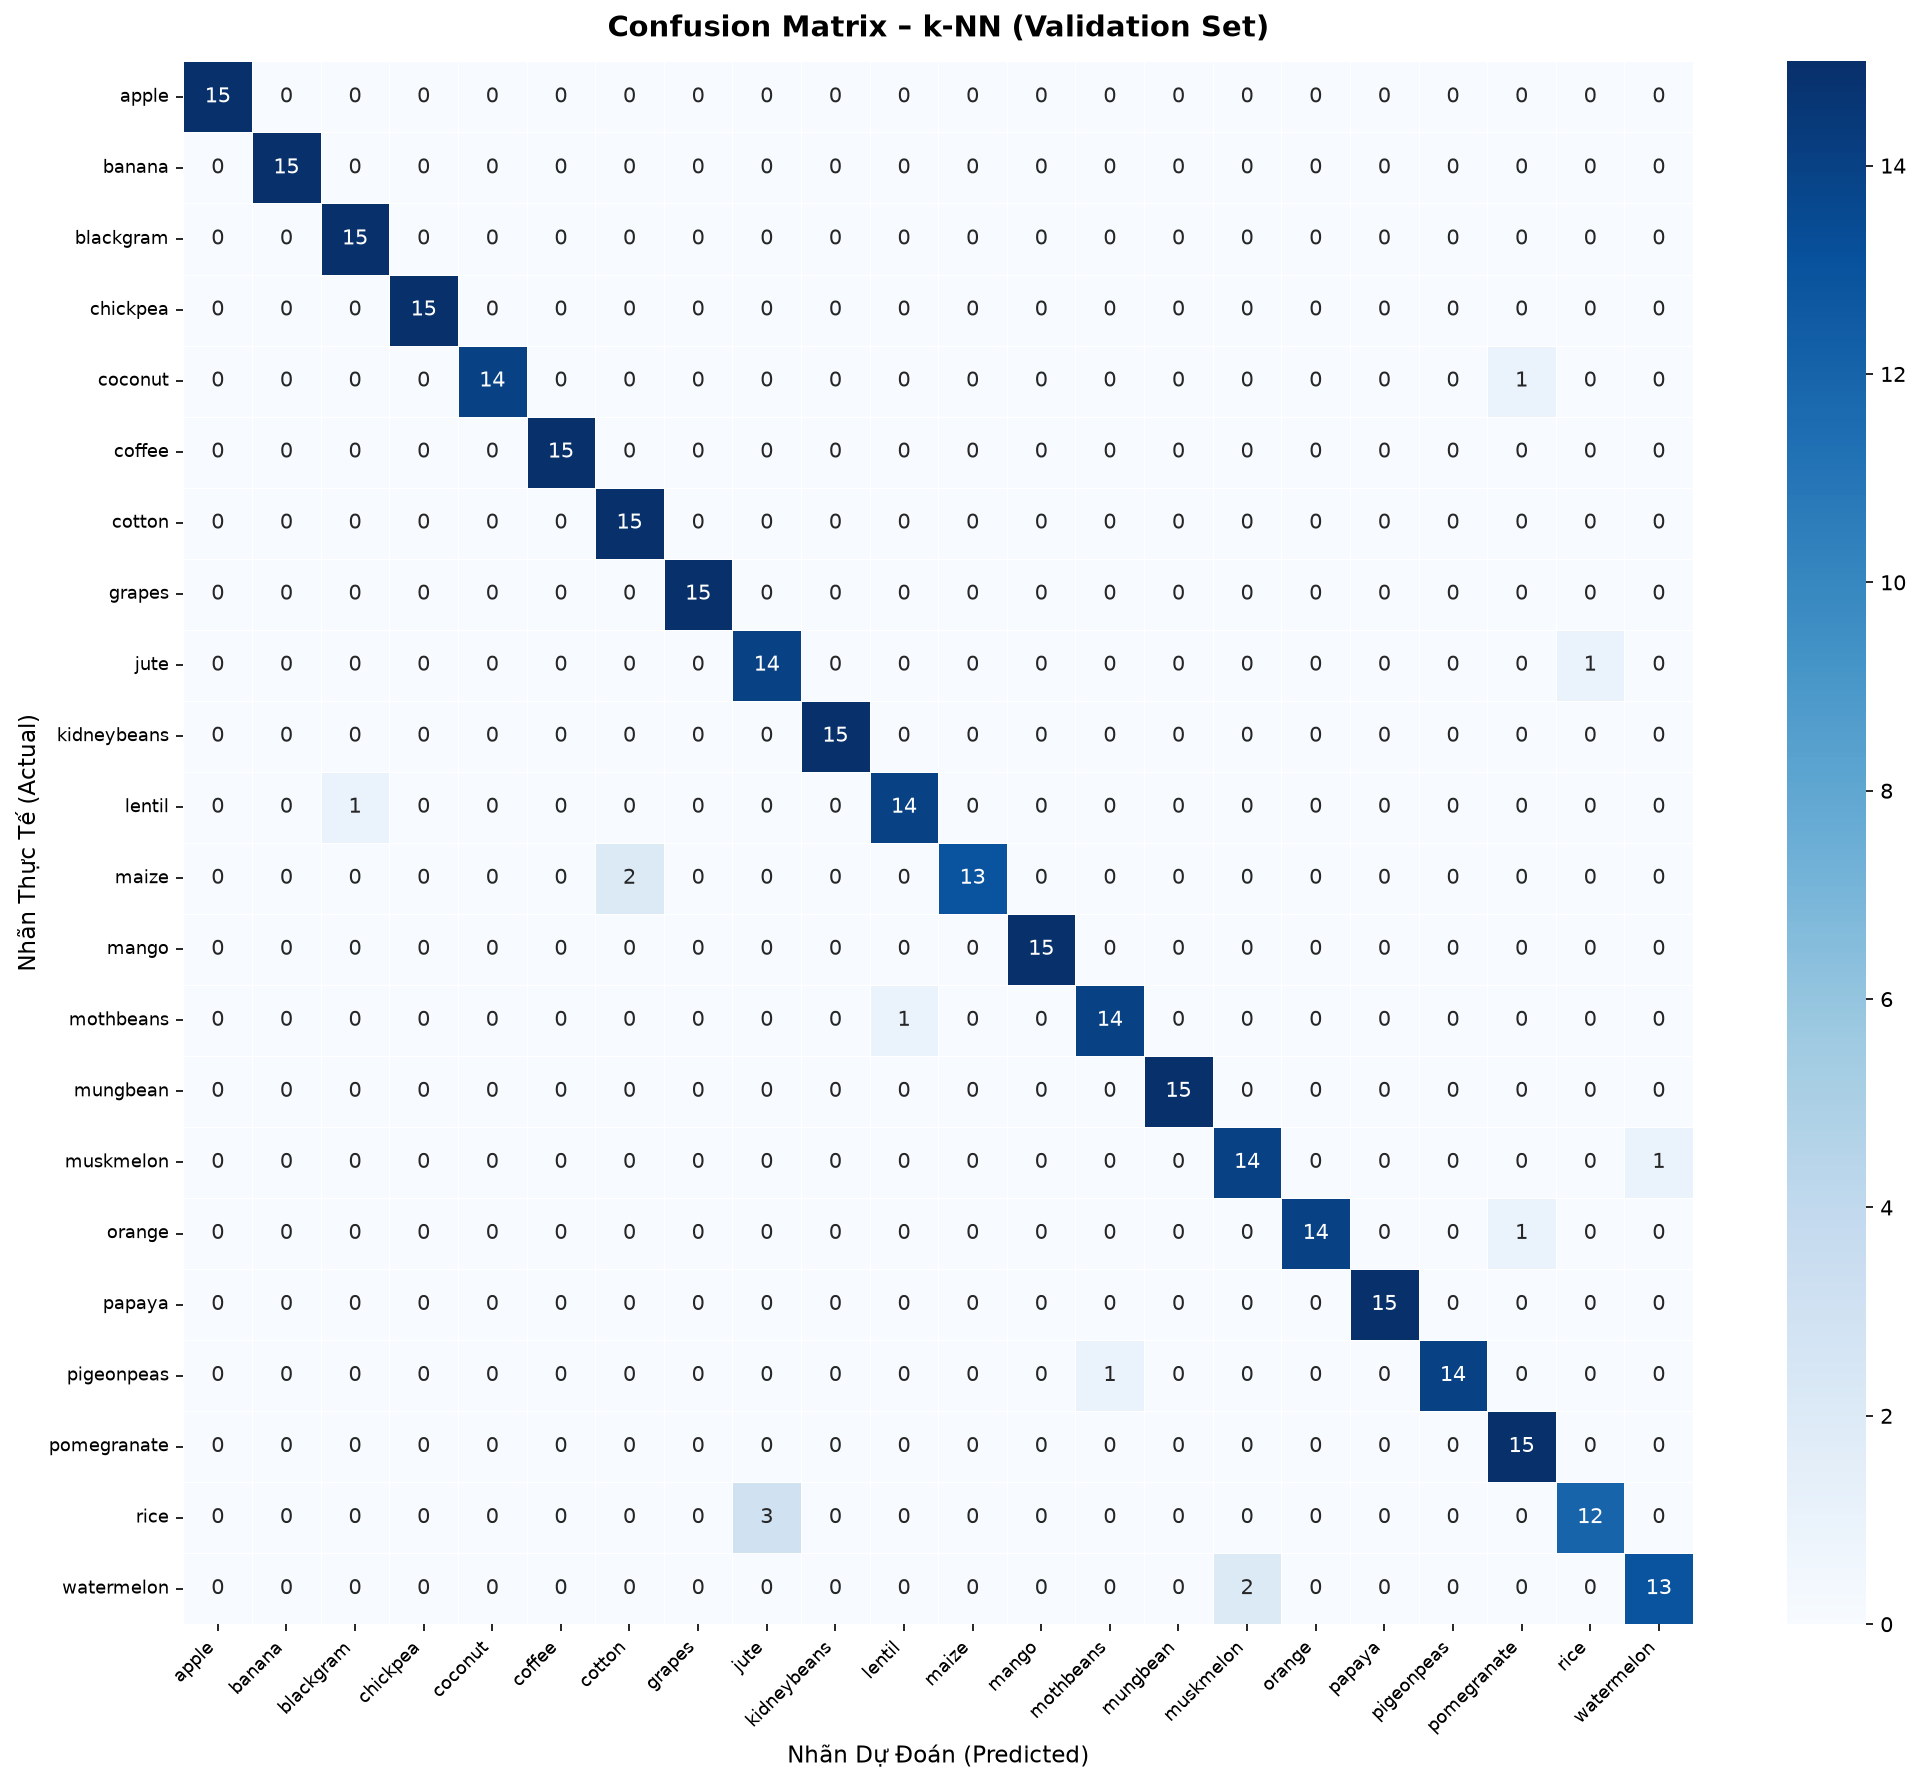 Confusion Matrix – k-NN (Validation Set)
apple 15 0 0 0 0 0 0 0 0 0 0 0 0 0 0 0 0 0 0 0 0 0
banana 0 15 0 0 0 0 0 0 0 0 0 0 0 0 0 0 0 0 0 0 0 0
blackgram 0 0 15 0 0 0 0 0 0 0 0 0 0 0 0 0 0 0 0 0 0 0
chickpea 0 0 0 15 0 0 0 0 0 0 0 0 0 0 0 0 0 0 0 0 0 0
coconut 0 0 0 0 14 0 0 0 0 0 0 0 0 0 0 0 0 0 0 1 0 0
coffee 0 0 0 0 0 15 0 0 0 0 0 0 0 0 0 0 0 0 0 0 0 0
cotton 0 0 0 0 0 0 15 0 0 0 0 0 0 0 0 0 0 0 0 0 0 0
grapes 0 0 0 0 0 0 0 15 0 0 0 0 0 0 0 0 0 0 0 0 0 0
jute 0 0 0 0 0 0 0 0 14 0 0 0 0 0 0 0 0 0 0 0 1 0
kidneybeans 0 0 0 0 0 0 0 0 0 15 0 0 0 0 0 0 0 0 0 0 0 0
lentil 0 0 1 0 0 0 0 0 0 0 14 0 0 0 0 0 0 0 0 0 0 0
maize 0 0 0 0 0 0 2 0 0 0 0 13 0 0 0 0 0 0 0 0 0 0
mango 0 0 0 0 0 0 0 0 0 0 0 0 15 0 0 0 0 0 0 0 0 0
mothbeans 0 0 0 0 0 0 0 0 0 0 1 0 0 14 0 0 0 0 0 0 0 0
mungbean 0 0 0 0 0 0 0 0 0 0 0 0 0 0 15 0 0 0 0 0 0 0
muskmelon 0 0 0 0 0 0 0 0 0 0 0 0 0 0 0 14 0 0 0 0 0 1
orange 0 0 0 0 0 0 0 0 0 0 0 0 0 0 0 0 14 0 0 1 0 0
papaya 0 0 0 0 0 0 0 0 0 0 0 0 0 0 0 0 0 15 0 0 0 0
pigeonpeas 0 0 0 0 0 0 0 0 0 0 0 0 0 1 0 0 0 0 14 0 0 0
pomegranate 0 0 0 0 0 0 0 0 0 0 0 0 0 0 0 0 0 0 0 15 0 0
rice 0 0 0 0 0 0 0 0 3 0 0 0 0 0 0 0 0 0 0 0 12 0
watermelon 0 0 0 0 0 0 0 0 0 0 0 0 0 0 0 2 0 0 0 0 0 13
apple banana blackgram chickpea coconut coffee cotton grapes jute kidneybeans lentil maize mango mothbeans mungbean muskmelon orange papaya pigeonpeas pomegranate rice watermelon
Nhãn Dự Đoán (Predicted)
Nhãn Thực Tế (Actual)
14
12
10
8
6
4
2
0